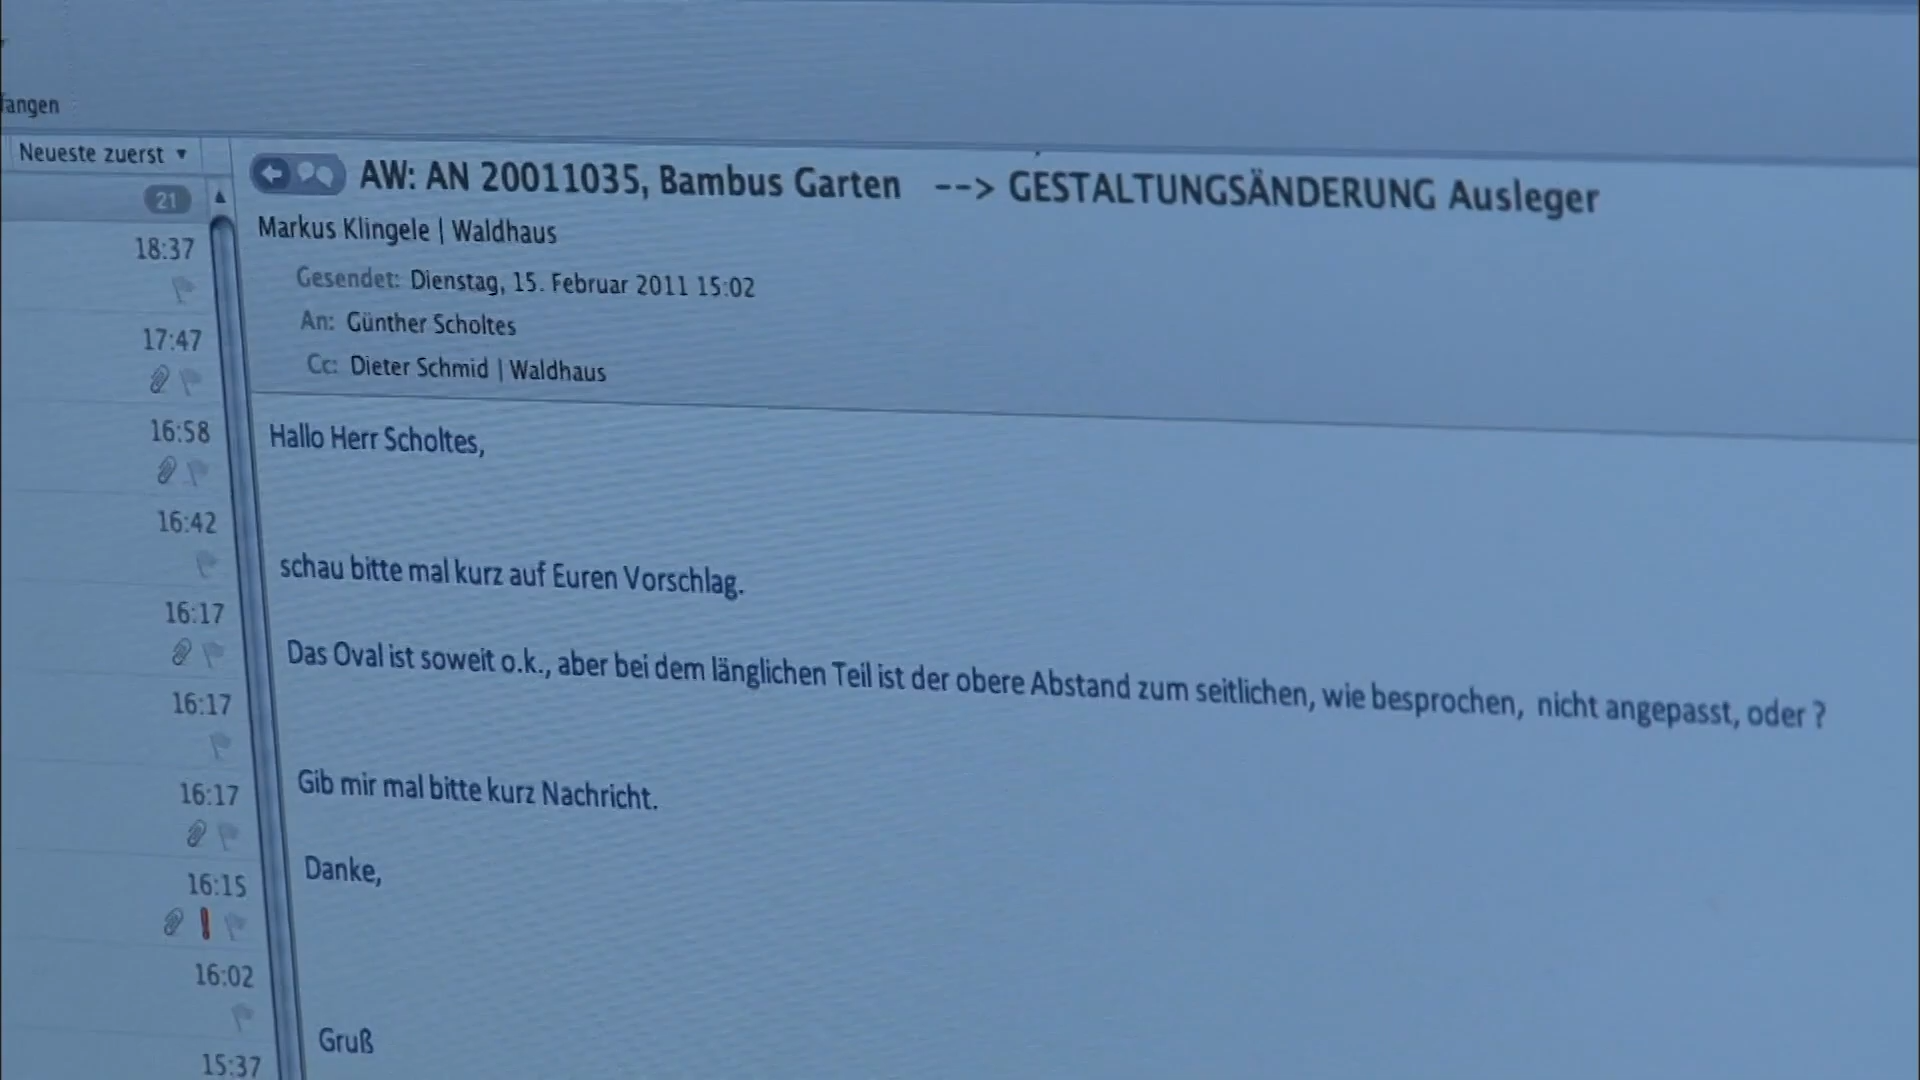 fangen
Neueste zuerst
21
18:37
17:47
16:58
16:42
16:17
16:17
16:17
16:15
16:02
15:37
AW: AN 20011035, Bambus Garten --> GESTALTUNGSÄNDERUNG Ausleger
Markus Klingele | Waldhaus
Gesendet: Dienstag, 15. Februar 2011 15:02
An: Günther Scholtes
Cc: Dieter Schmid | Waldhaus
Hallo Herr Scholtes,
schau bitte mal kurz auf Euren Vorschlag.
Das Oval ist soweit o.k., aber bei dem länglichen Teil ist der obere Abstand zum seitlichen, wie besprochen, nicht angepasst, oder ?
Gib mir mal bitte kurz Nachricht.
Danke,
Gruß